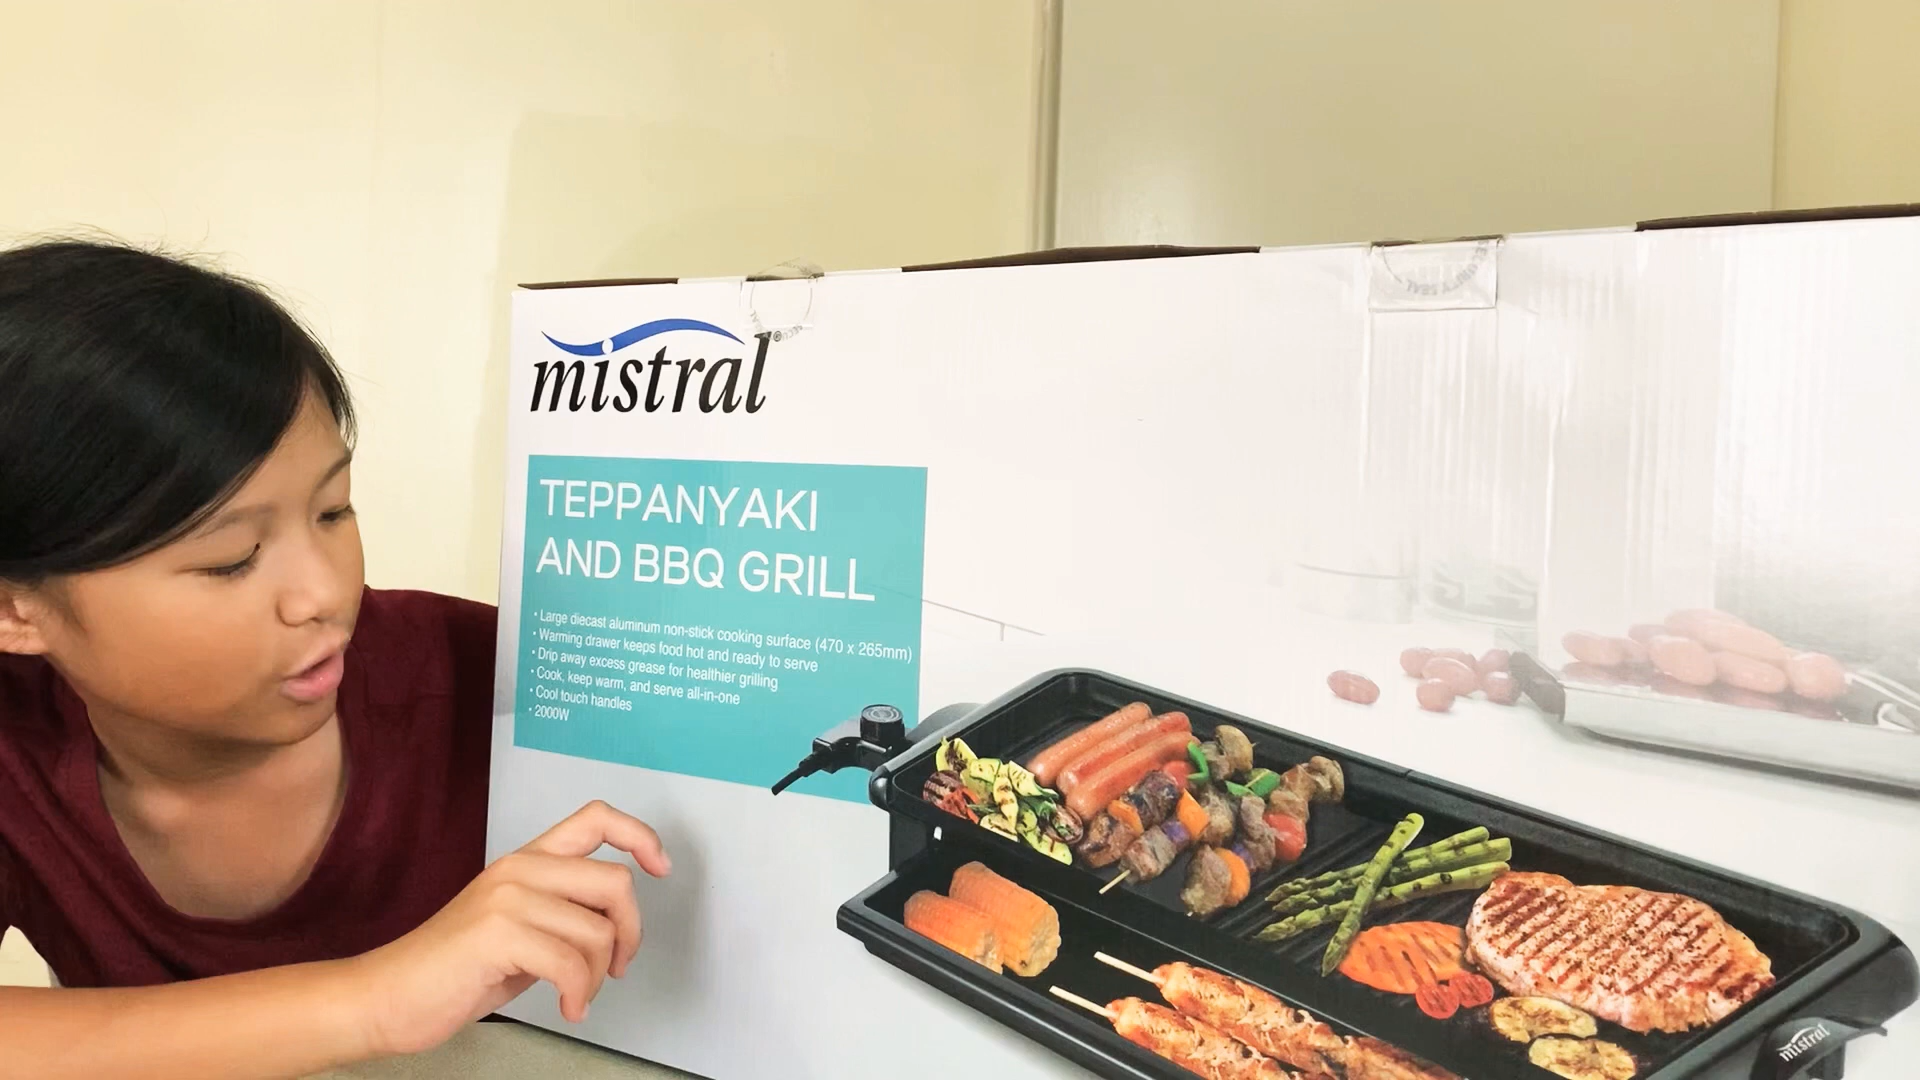 mistral
TEPPANYAKI
AND BBQ GRILL
• Large diecast aluminum non-stick cooking surface (470 x 265mm)
• Warming drawer keeps food hot and ready to serve
• Drip away excess grease for healthier grilling
• Cook, keep warm, and serve all-in-one
• Cool touch handles
• 2000W
mistral